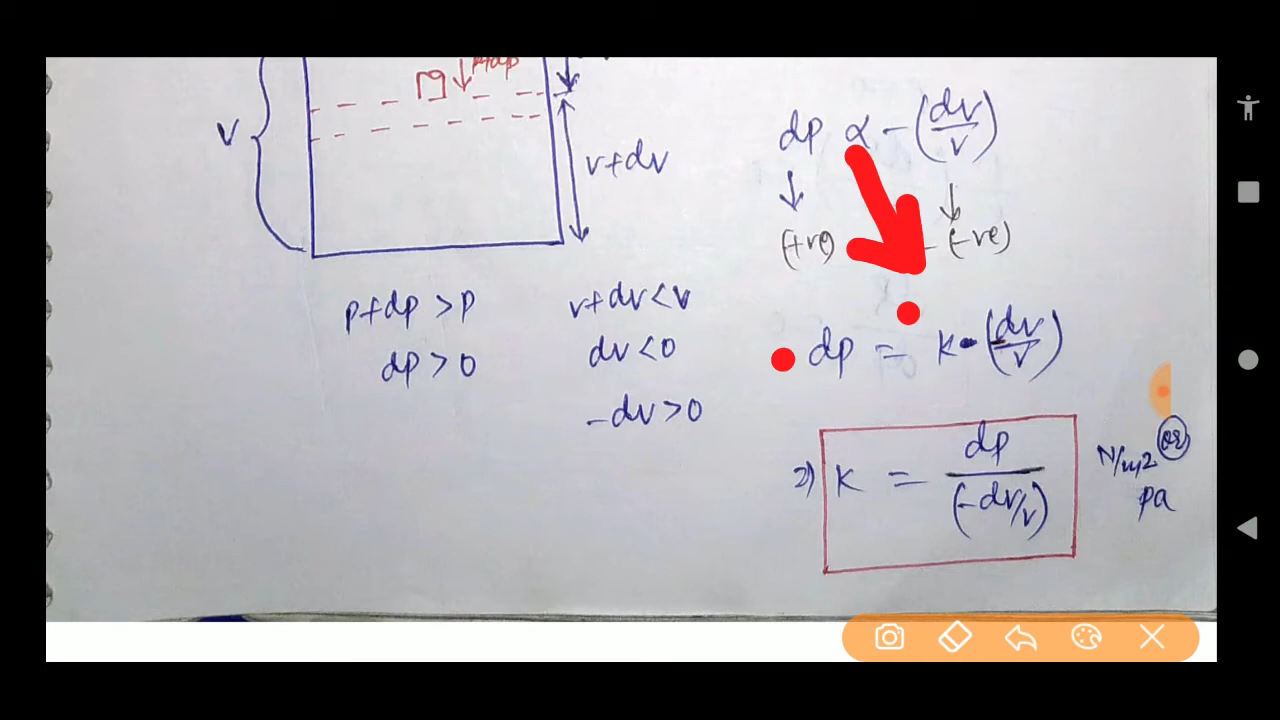 p+dp
V
v+dv
dp α -(dv/v)
(+ve) -(-ve)
p+dp >p
dp >0
v+dv<v
dv <0
-dv >0
dp = K-(dv/v)
=) K = dp/(-dv/v)
N/m2 or
pa